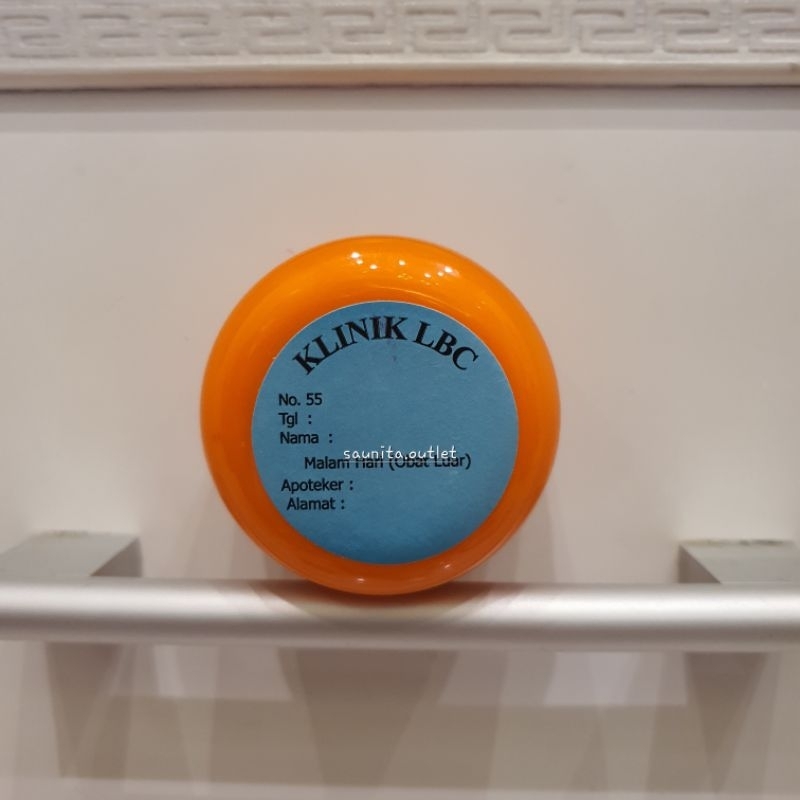 KLINIK LBC
No. 55
Tgl :
Nama :
saunita.outlet
Malam Hari (Obat Luar)
Apoteker :
Alamat :